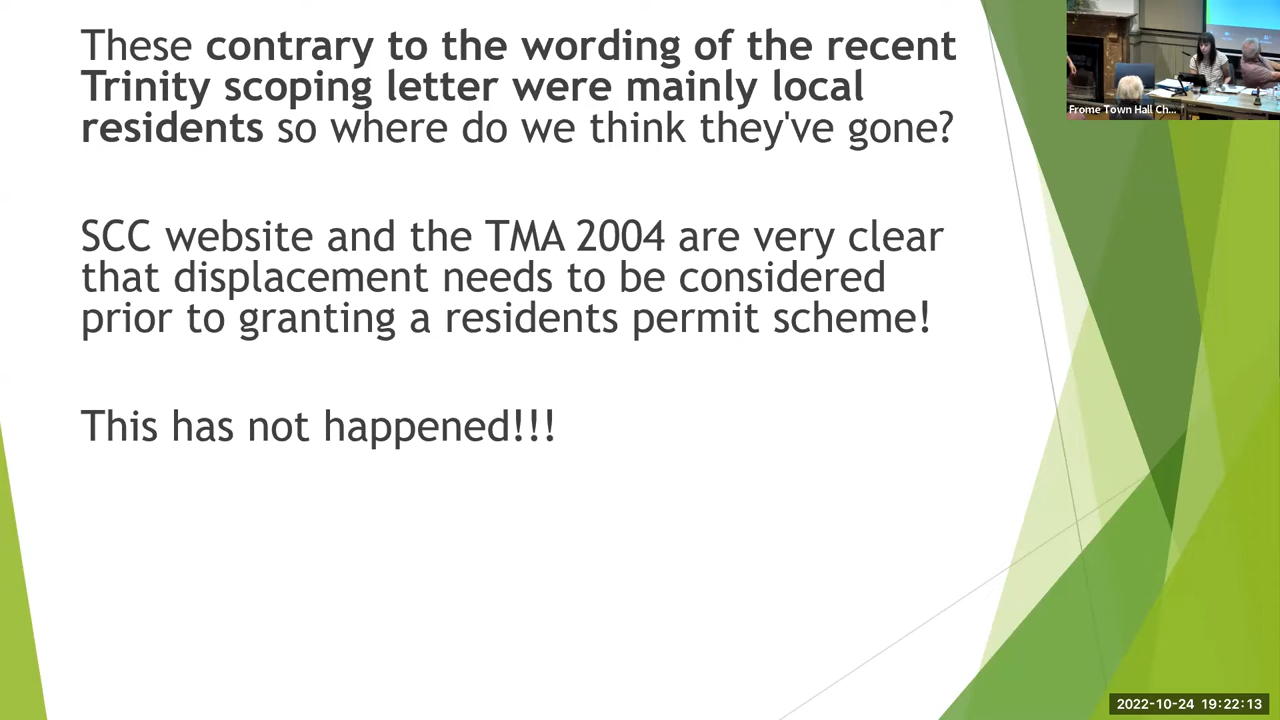 These contrary to the wording of the recent
Trinity scoping letter were mainly local
residents so where do we think they've gone?
SCC website and the TMA 2004 are very clear
that displacement needs to be considered
prior to granting a residents permit scheme!
This has not happened!!!
Frome Town Hall Ch...
2022-10-24 19:22:13